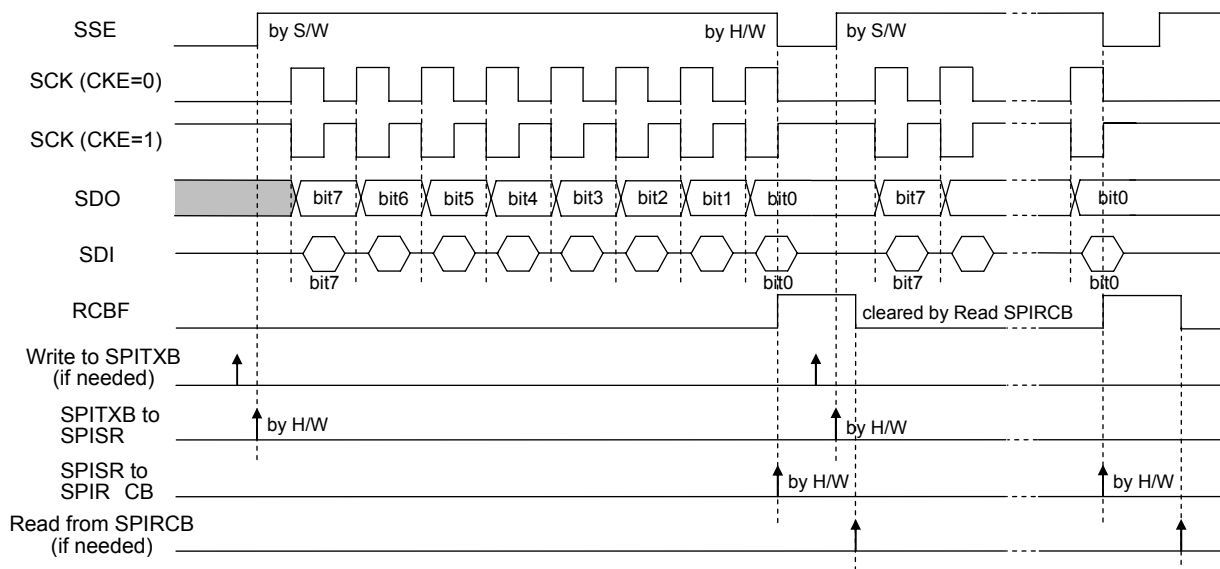 SSE
by S/W by H/W by S/W
SCK (CKE=0)
SCK (CKE=1)
SDO
bit7 bit6 bit5 bit4 bit3 bit2 bit1 bit0 bit7 bit0
SDI
bit7 bit0 bit7 bit0
RCBF
cleared by Read SPIRCB
Write to SPITXB
(if needed)
SPITXB to
SPISR
by H/W by H/W
SPISR to
SPIR CB
by H/W by H/W
Read from SPIRCB
(if needed)